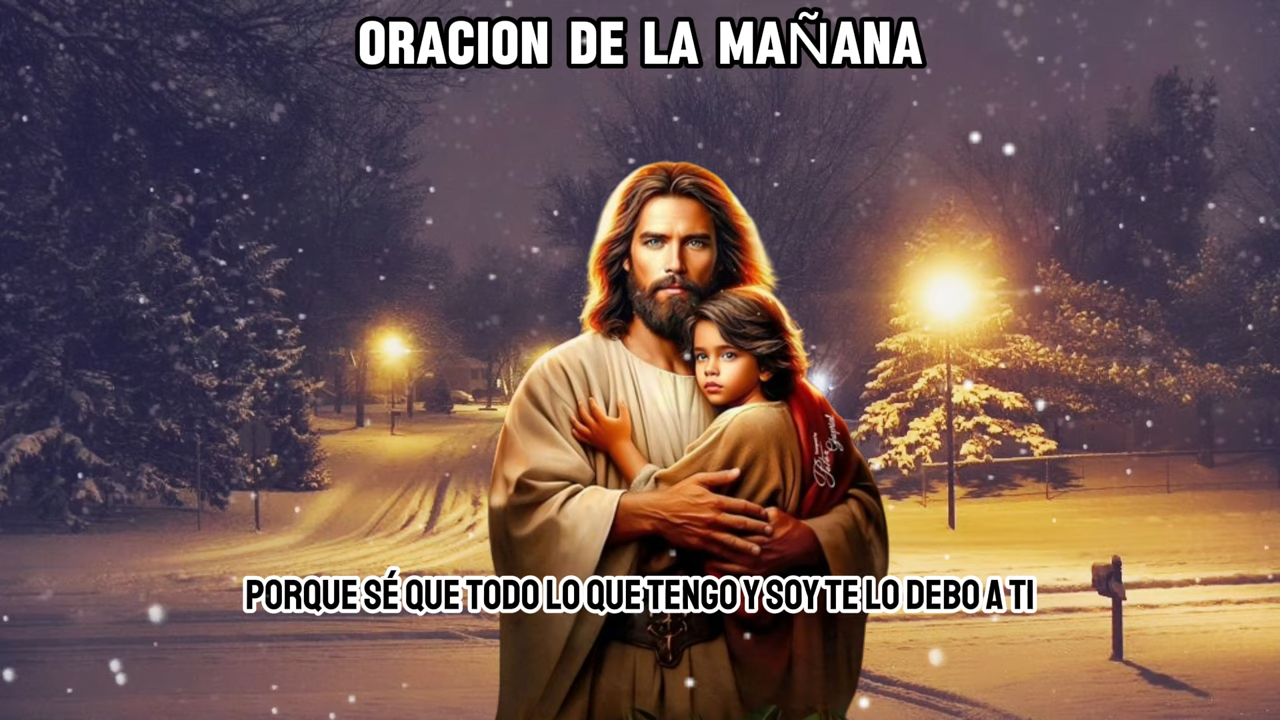 ORACION DE LA MAÑANA
PORQUE SÉ QUE TODO LO QUE TENGO Y SOY TE LO DEBO A TI